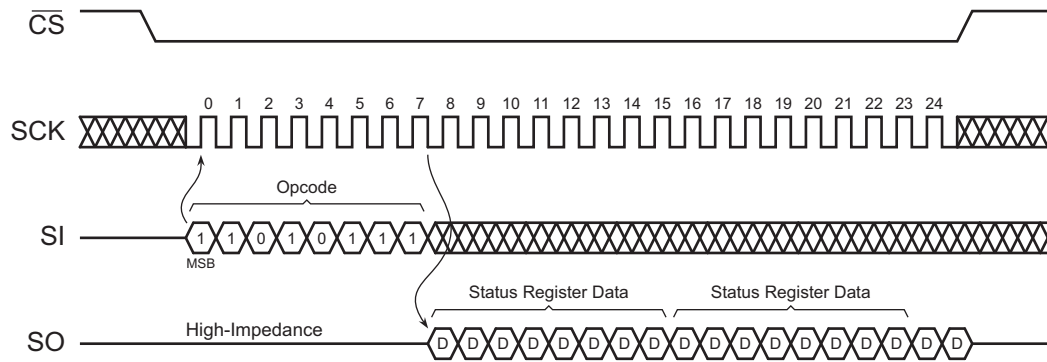 CS
0 1 2 3 4 5 6 7 8 9 10 11 12 13 14 15 16 17 18 19 20 21 22 23 24
SCK
Opcode
SI 1 1 0 1 0 1 1 1
MSB
Status Register Data Status Register Data
High-Impedance
SO D D D D D D D D D D D D D D D D D D